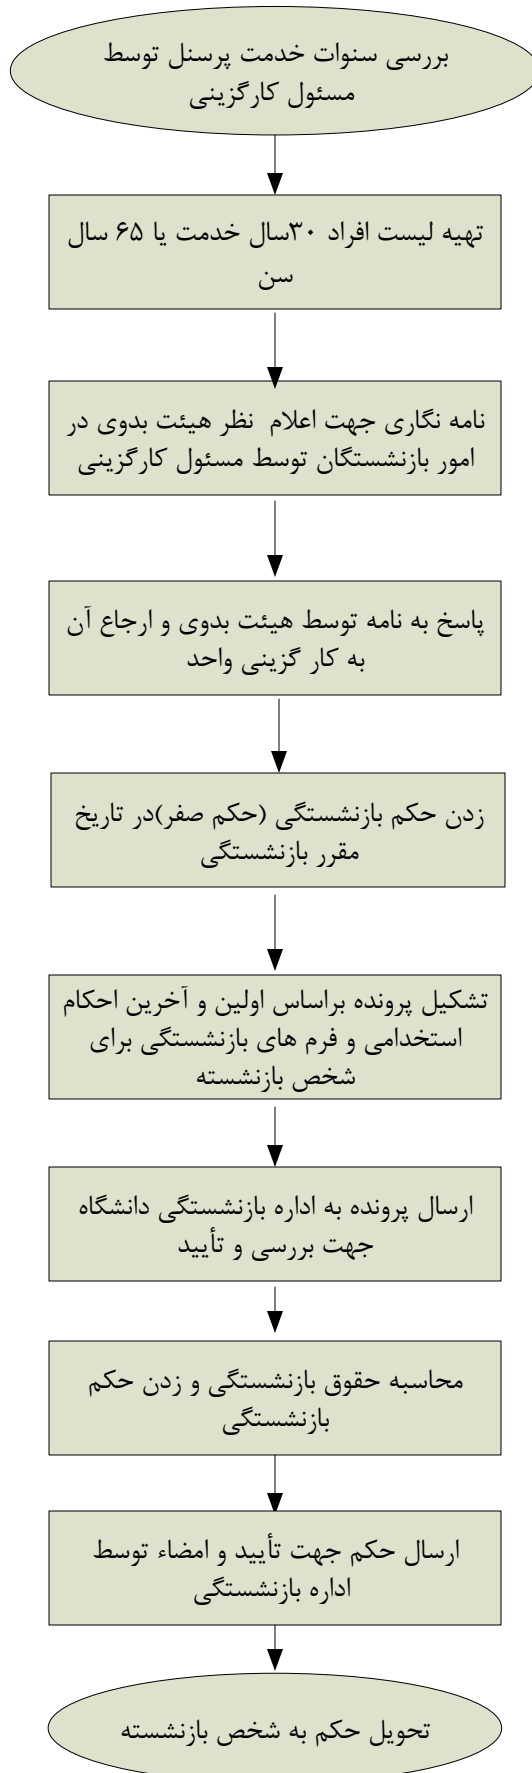 بررسی سنوات خدمت پرسنل توسط
مسئول کارگزینی
تهیه لیست افراد ۳۰سال خدمت یا ۶۵ سال
سن
نامه نگاری جهت اعلام نظر هیئت بدوی در
امور بازنشستگان توسط مسئول کارگزینی
پاسخ به نامه توسط هیئت بدوی و ارجاع آن
به کار گزینی واحد
زدن حکم بازنشستگی (حکم صفر)در تاریخ
مقرر بازنشستگی
تشکیل پرونده براساس اولین و آخرین احکام
استخدامی و فرم های بازنشستگی برای
شخص بازنشسته
ارسال پرونده به اداره بازنشستگی دانشگاه
جهت بررسی و تأیید
محاسبه حقوق بازنشستگی و زدن حکم
بازنشستگی
ارسال حکم جهت تأیید و امضاء توسط
اداره بازنشستگی
تحویل حکم به شخص بازنشسته